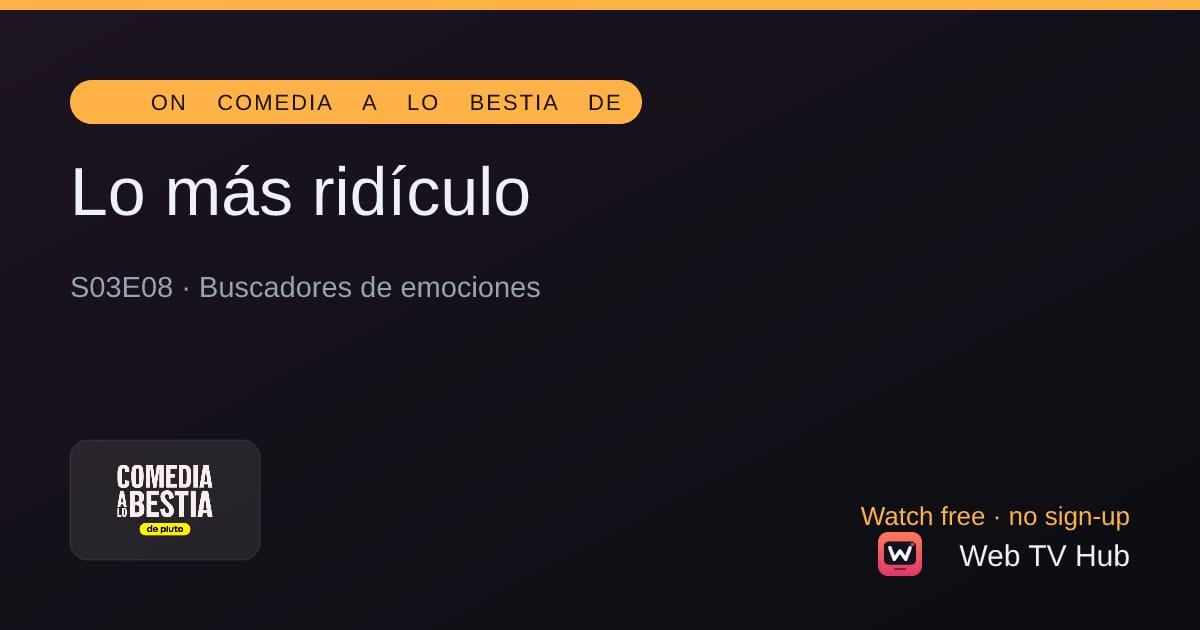 ON COMEDIA A LO BESTIA DE
Lo más ridículo
S03E08 · Buscadores de emociones
COMEDIA
A LO BESTIA
de pluto
Watch free · no sign-up
W
Web TV Hub